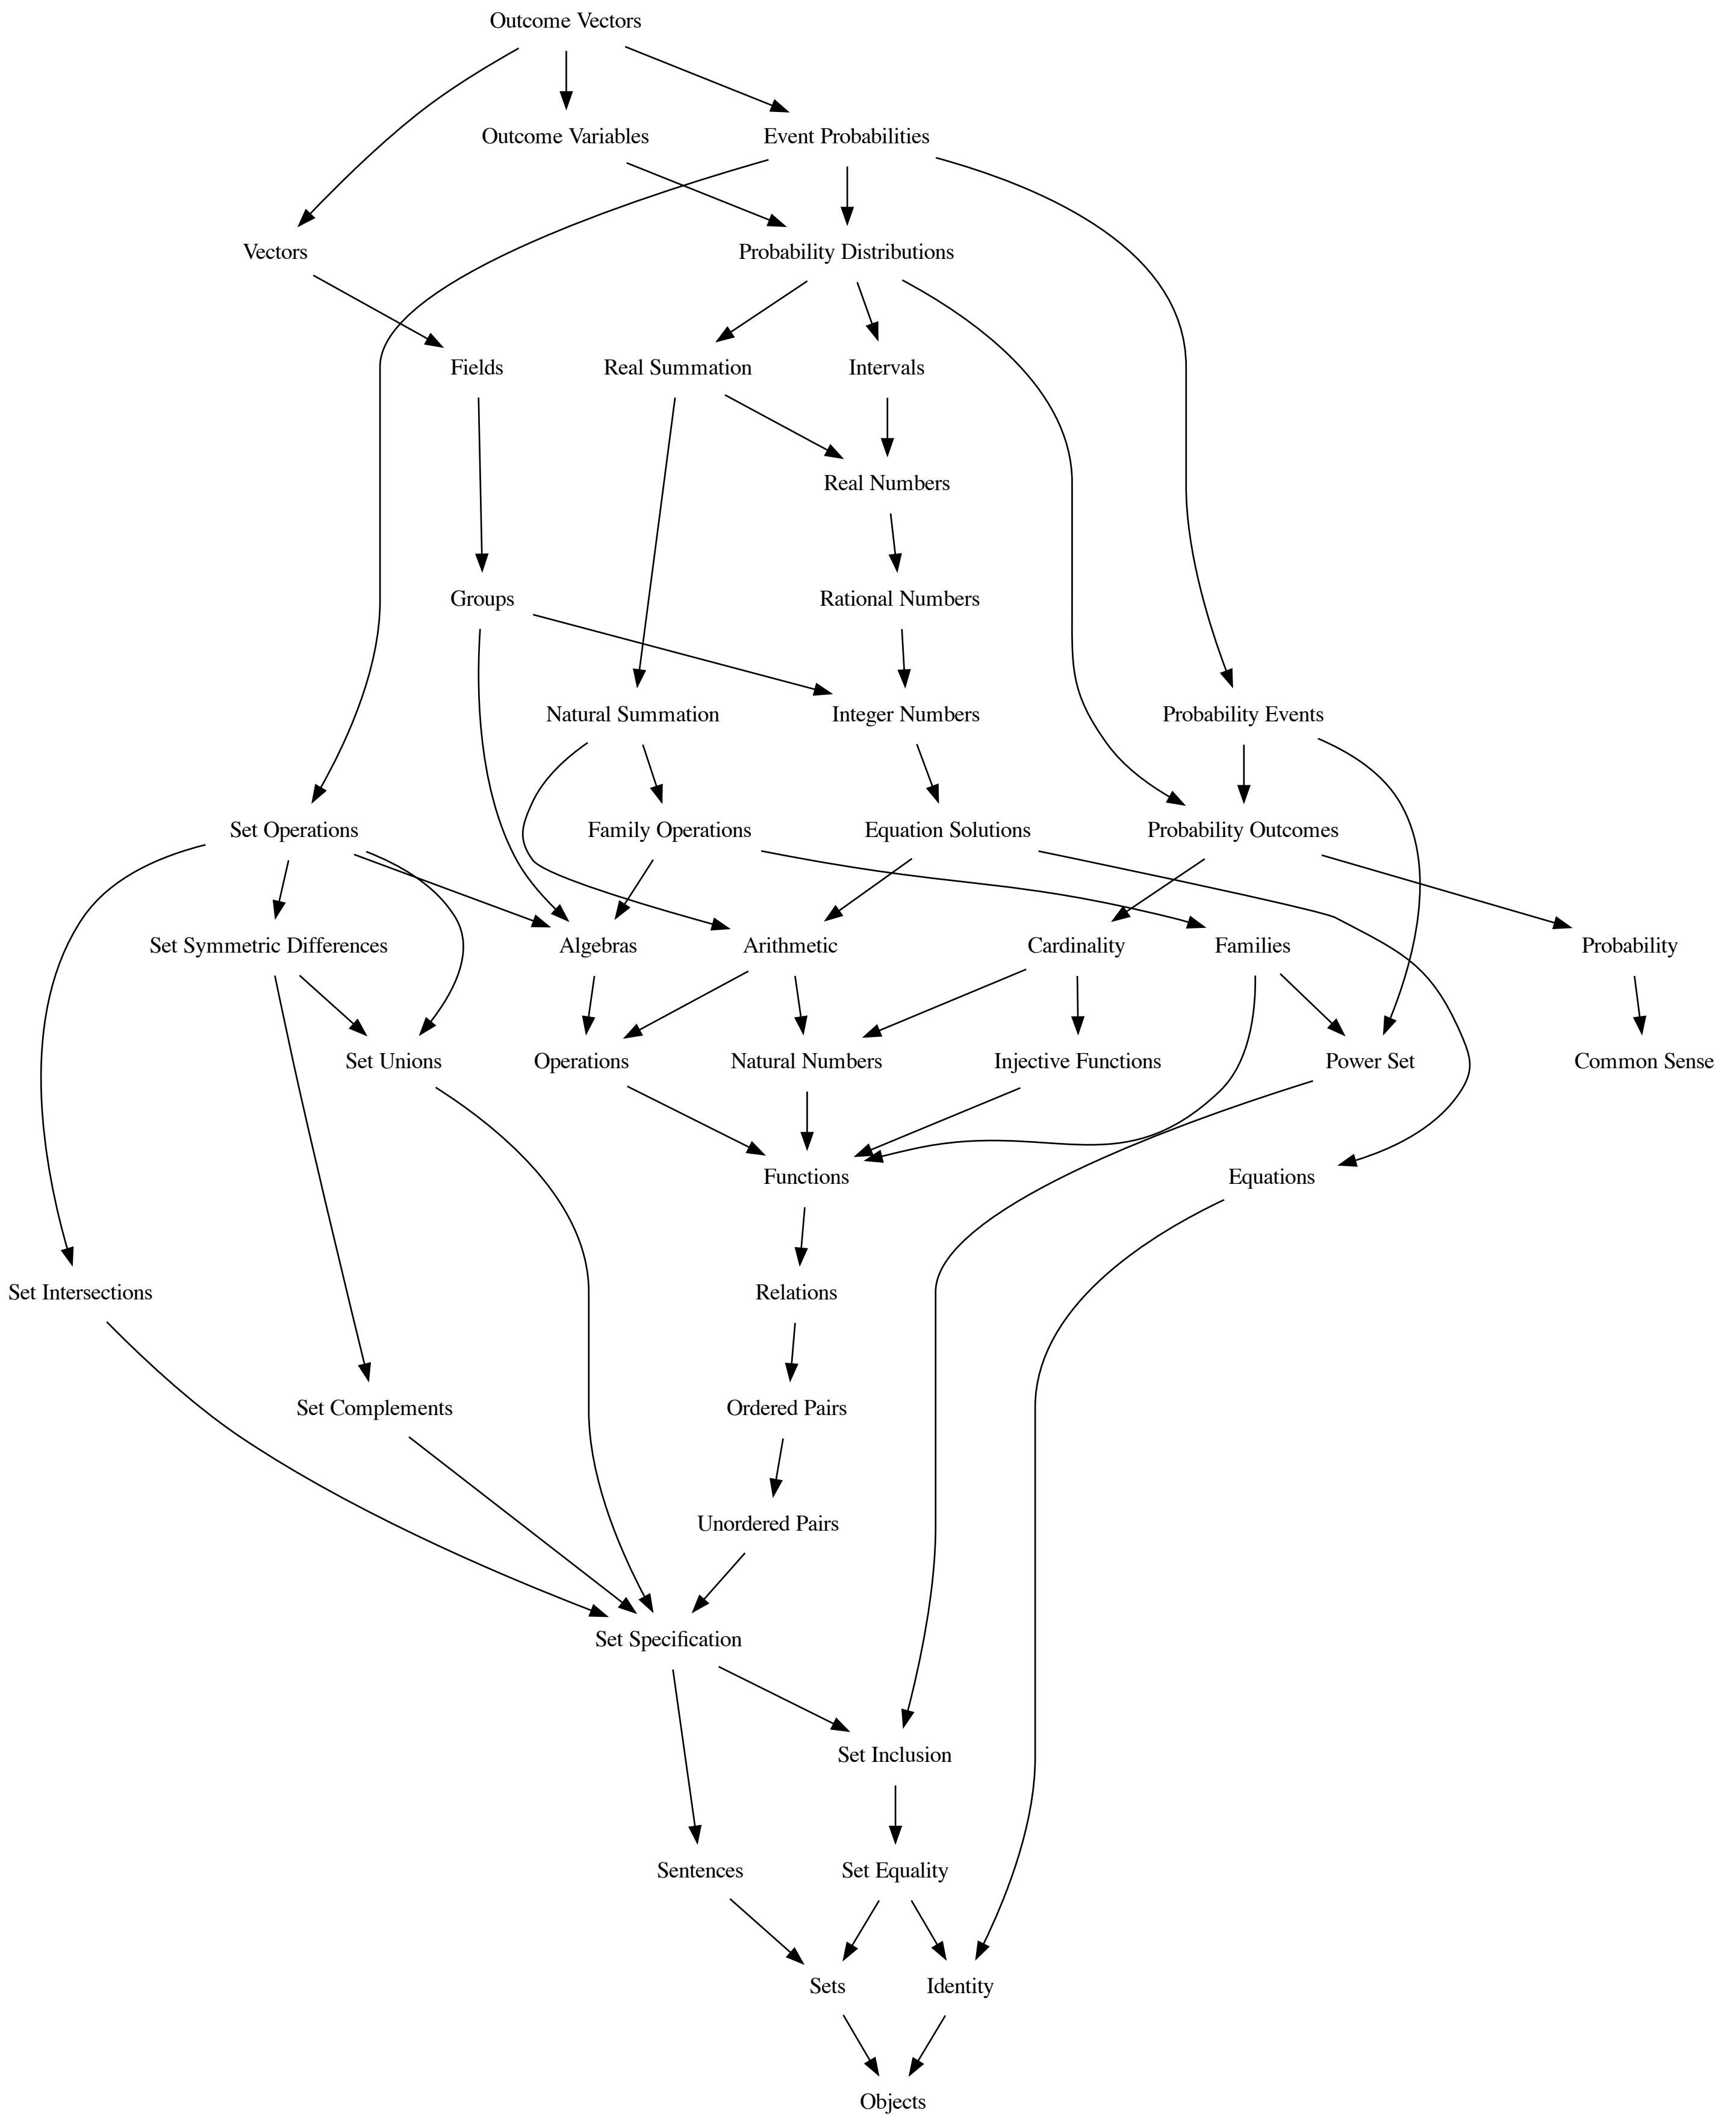 Outcome Vectors
Outcome Variables
Event Probabilities
Vectors
Probability Distributions
Fields
Real Summation
Intervals
Real Numbers
Groups
Rational Numbers
Natural Summation
Integer Numbers
Probability Events
Set Operations
Family Operations
Equation Solutions
Probability Outcomes
Set Symmetric Differences
Algebras
Arithmetic
Cardinality
Families
Probability
Set Unions
Operations
Natural Numbers
Injective Functions
Power Set
Common Sense
Functions
Equations
Set Intersections
Relations
Set Complements
Ordered Pairs
Unordered Pairs
Set Specification
Set Inclusion
Sentences
Set Equality
Sets
Identity
Objects